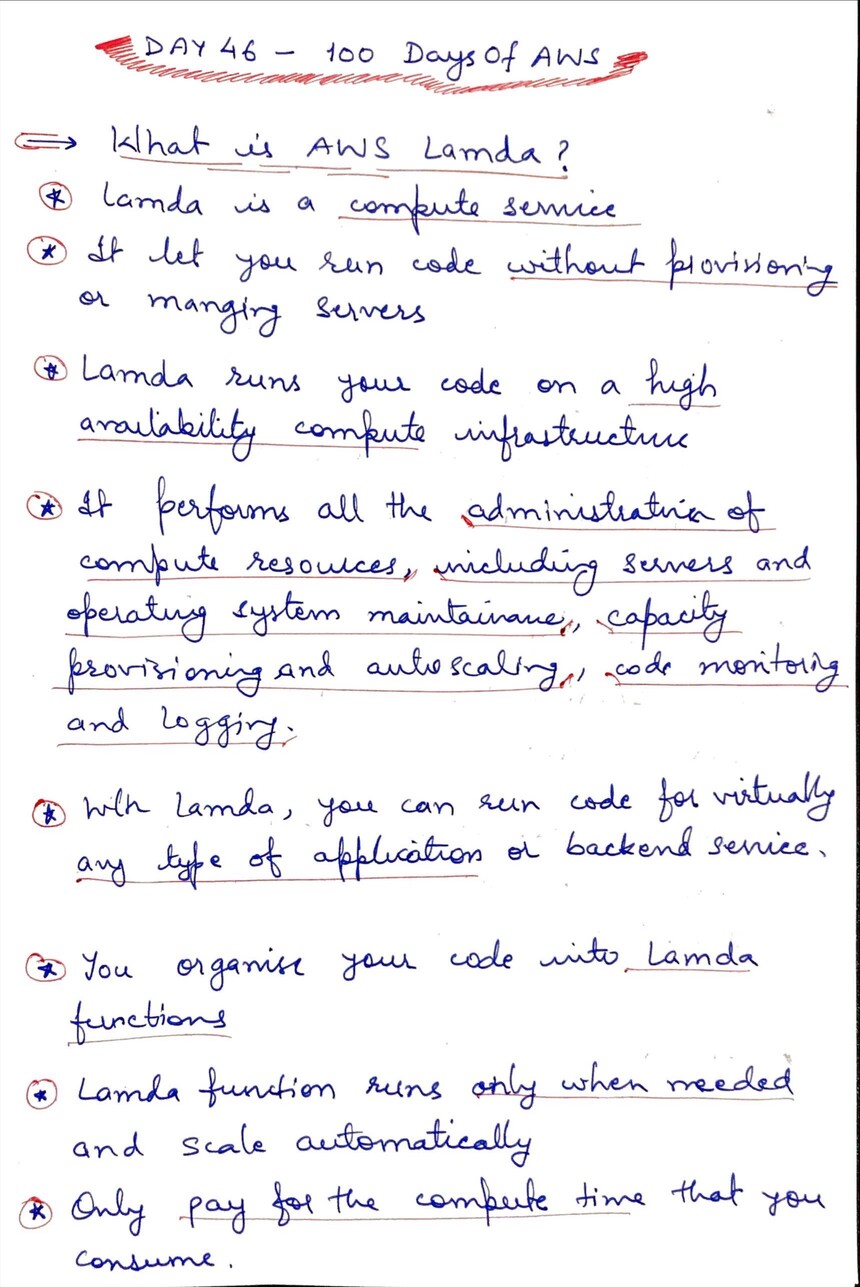 DAY 46 - 100 Days Of AWS
What is AWS Lamda?
Lamda is a compute service
It let you run code without provisioning
or manging servers
Lamda runs your code on a high
availability compute infrastructure
It performs all the administration of
compute resources, including servers and
operating system maintainane, capacity
provisioning and autoscaling, code monitoring
and logging.
With Lamda, you can run code for virtually
any type of application or backend service.
You organise your code into Lamda
functions
Lamda function runs only when needed
and scale automatically
Only pay for the compute time that you
consume.